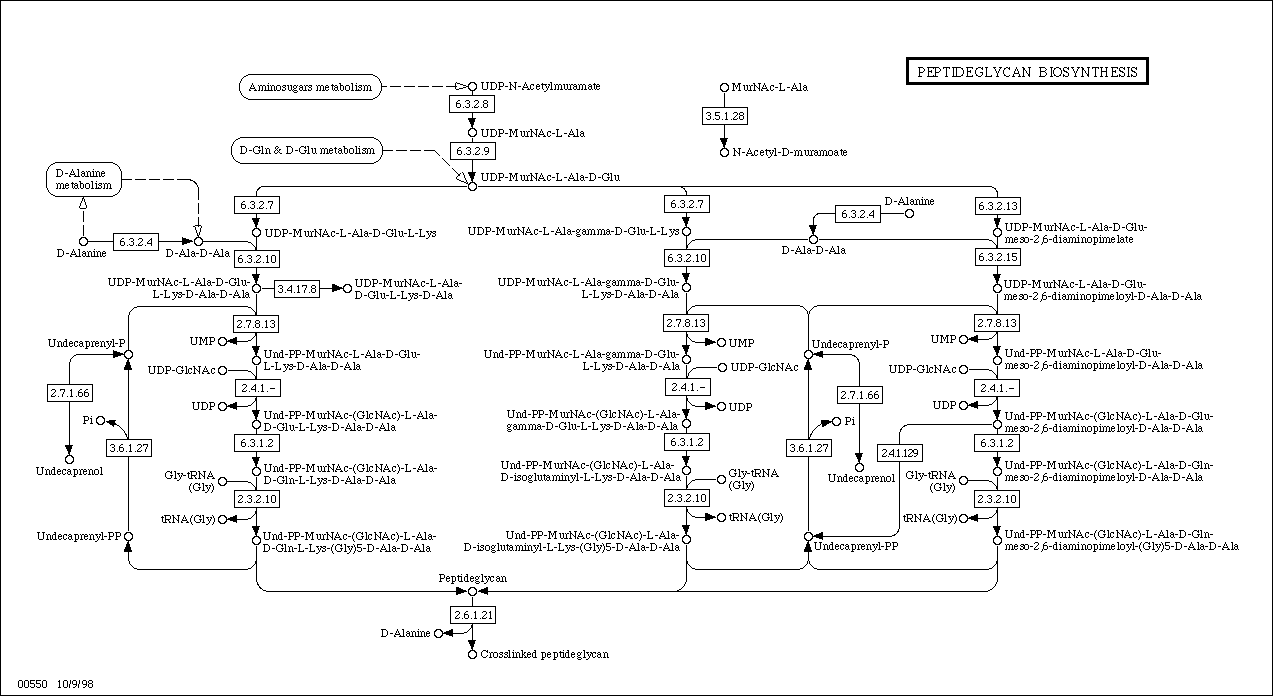 PEPTIDEGLYCAN BIOSYNTHESIS
Aminosugars metabolism
UDP-N-Acetylmuramate
MurNAc-L-Ala
6.3.2.8
3.5.1.28
UDP-MurNAc-L-Ala
N-Acetyl-D-muramoate
D-Gln & D-Glu metabolism
6.3.2.9
UDP-MurNAc-L-Ala-D-Glu
D-Alanine
metabolism
6.3.2.7
6.3.2.7
D-Alanine
6.3.2.4
6.3.2.13
D-Alanine
6.3.2.4
D-Ala-D-Ala
UDP-MurNAc-L-Ala-D-Glu-L-Lys
UDP-MurNAc-L-Ala-gamma-D-Glu-L-Lys
D-Ala-D-Ala
UDP-MurNAc-L-Ala-D-Glu-
meso-2,6-diaminopimelate
6.3.2.10
6.3.2.10
6.3.2.15
UDP-MurNAc-L-Ala-D-Glu-
L-Lys-D-Ala-D-Ala
3.4.17.8
UDP-MurNAc-L-Ala-
D-Glu-L-Lys-D-Ala
UDP-MurNAc-L-Ala-gamma-D-Glu-
L-Lys-D-Ala-D-Ala
UDP-MurNAc-L-Ala-D-Glu-
meso-2,6-diaminopimeloyl-D-Ala-D-Ala
2.7.8.13
2.7.8.13
2.7.8.13
Undecaprenyl-P
UMP
UMP
Undecaprenyl-P
UMP
Und-PP-MurNAc-L-Ala-D-Glu-
L-Lys-D-Ala-D-Ala
Und-PP-MurNAc-L-Ala-gamma-D-Glu-
L-Lys-D-Ala-D-Ala
Und-PP-MurNAc-L-Ala-D-Glu-
meso-2,6-diaminopimeloyl-D-Ala-D-Ala
UDP-GlcNAc
UDP-GlcNAc
UDP-GlcNAc
2.7.1.66
2.4.1.-
2.4.1.-
2.7.1.66
2.4.1.-
UDP
UDP
UDP
Pi
Pi
Und-PP-MurNAc-(GlcNAc)-L-Ala-
D-Glu-L-Lys-D-Ala-D-Ala
Und-PP-MurNAc-(GlcNAc)-L-Ala-
gamma-D-Glu-L-Lys-D-Ala-D-Ala
Und-PP-MurNAc-(GlcNAc)-L-Ala-D-Glu-
meso-2,6-diaminopimeloyl-D-Ala-D-Ala
3.6.1.27
6.3.1.2
6.3.1.2
3.6.1.27
2.4.1.129
6.3.1.2
Undecaprenol
Undecaprenol
Und-PP-MurNAc-(GlcNAc)-L-Ala-
D-Gln-L-Lys-D-Ala-D-Ala
Und-PP-MurNAc-(GlcNAc)-L-Ala-
D-isoglutaminyl-L-Lys-D-Ala-D-Ala
Und-PP-MurNAc-(GlcNAc)-L-Ala-D-Gln-
meso-2,6-diaminopimeloyl-D-Ala-D-Ala
Gly-tRNA
(Gly)
Gly-tRNA
(Gly)
Gly-tRNA
(Gly)
2.3.2.10
2.3.2.10
2.3.2.10
tRNA(Gly)
tRNA(Gly)
tRNA(Gly)
Undecaprenyl-PP
Undecaprenyl-PP
Und-PP-MurNAc-(GlcNAc)-L-Ala-
D-Gln-L-Lys-(Gly)5-D-Ala-D-Ala
Und-PP-MurNAc-(GlcNAc)-L-Ala-
D-isoglutaminyl-L-Lys-(Gly)5-D-Ala-D-Ala
Und-PP-MurNAc-(GlcNAc)-L-Ala-D-Gln-
meso-2,6-diaminopimeloyl-(Gly)5-D-Ala-D-Ala
Peptideglycan
2.6.1.21
D-Alanine
Crosslinked peptideglycan
00550 10/9/98